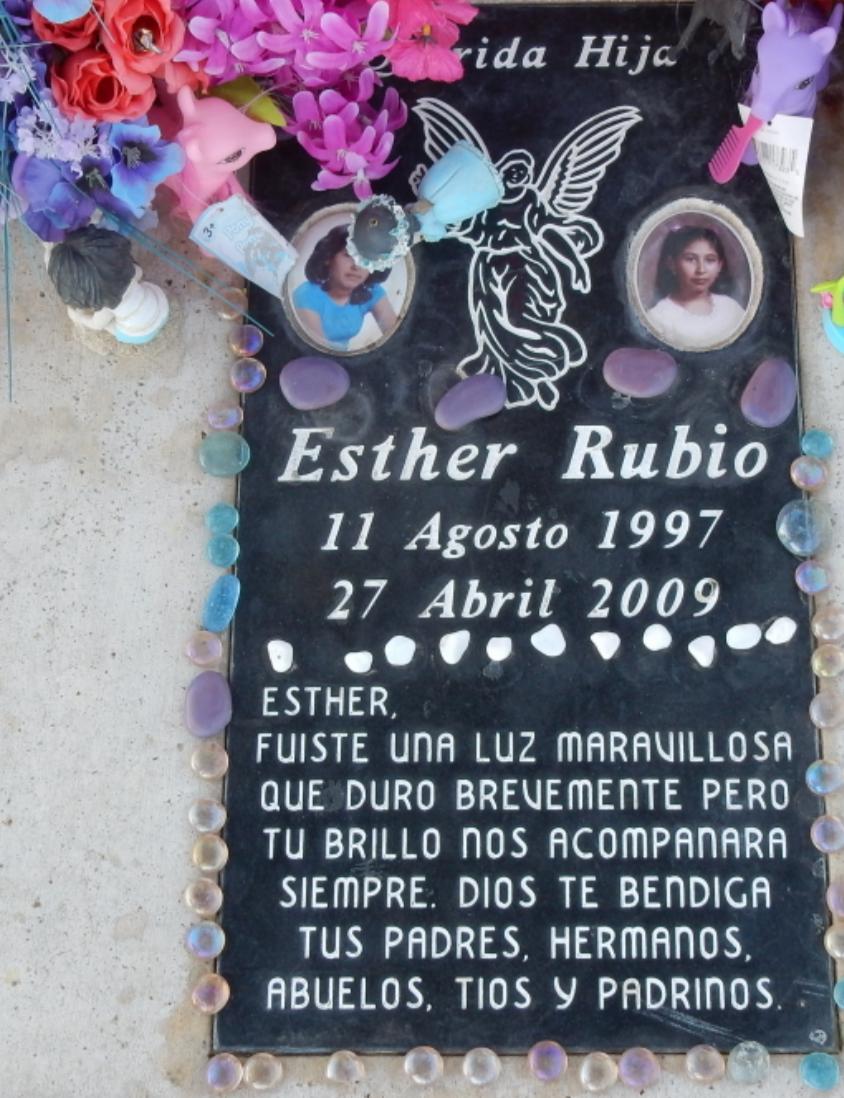 Hija
Esther Rubio
11 Agosto 1997
27 Abril 2009
ESTHER,
FUISTE UNA LUZ MARAVILLOSA
QUE DURO BREVEMENTE PERO
TU BRILLO NOS ACOMPANARA
SIEMPRE. DIOS TE BENDIGA
TUS PADRES, HERMANOS,
ABUELOS, TIOS Y PADRINOS.
3+